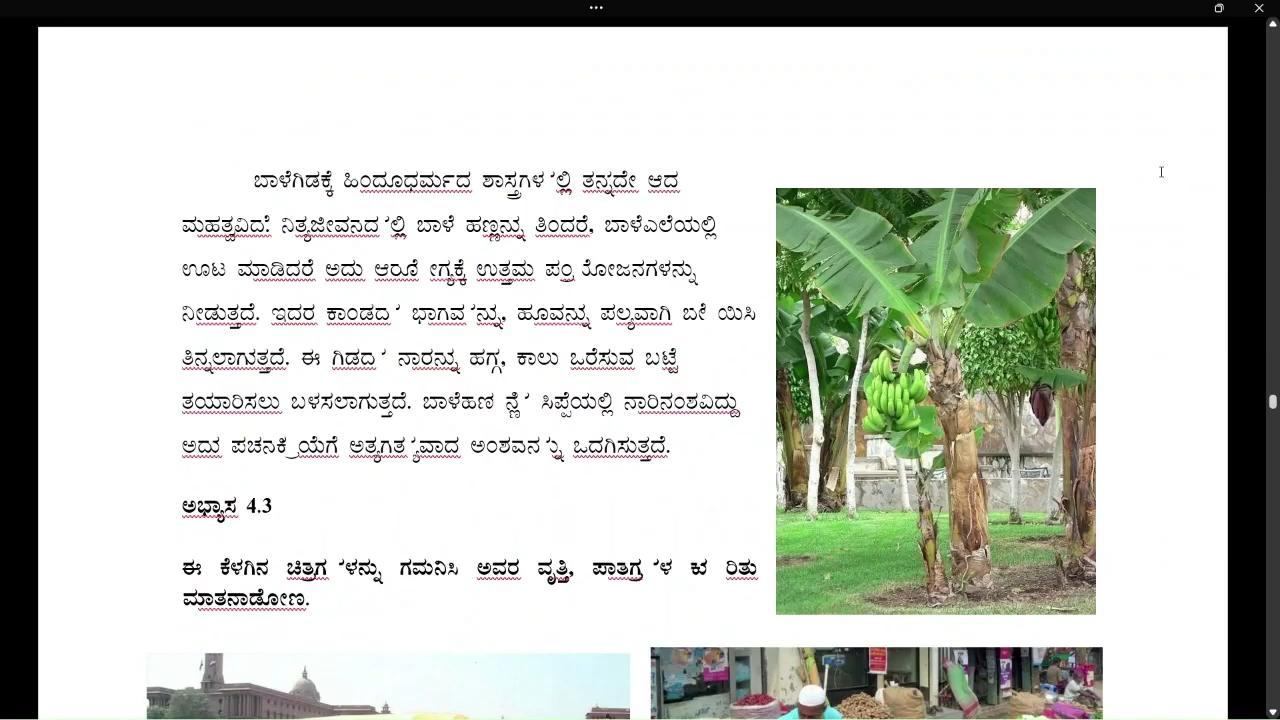 ಬಾಳೆಗಿಡಕ್ಕೆ ಹಿಂದೂಧರ್ಮದ ಶಾಸ್ತ್ರಗಳಲ್ಲಿ ತನ್ನದೇ ಆದ
ಮಹತ್ವವಿದೆ. ನಿತ್ಯಜೀವನದಲ್ಲಿ ಬಾಳೆ ಹಣ್ಣನ್ನು ತಿಂದರೆ, ಬಾಳೆಎಲೆಯಲ್ಲಿ
ಊಟ ಮಾಡಿದರೆ ಅದು ಆರೋಗ್ಯಕ್ಕೆ ಉತ್ತಮ ಪ್ರಯೋಜನಗಳನ್ನು
ನೀಡುತ್ತದೆ. ಇದರ ಕಾಂಡದ ಭಾಗವನ್ನು, ಹೂವನ್ನು ಪಲ್ಯವಾಗಿ ಬೇಯಿಸಿ
ತಿನ್ನಲಾಗುತ್ತದೆ. ಈ ಗಿಡದ ನಾರನ್ನು ಹಗ್ಗ, ಕಾಲು ಒರೆಸುವ ಬಟ್ಟೆ
ತಯಾರಿಸಲು ಬಳಸಲಾಗುತ್ತದೆ. ಬಾಳೆಹಣ್ಣಿನ ಸಿಪ್ಪೆಯಲ್ಲಿ ನಾರಿನಂಶವಿದ್ದು
ಅದು ಪಚನಕ್ರಿಯೆಗೆ ಅತ್ಯಗತ್ಯವಾದ ಅಂಶವನ್ನು ಒದಗಿಸುತ್ತದೆ.
ಅಭ್ಯಾಸ 4.3
ಈ ಕೆಳಗಿನ ಚಿತ್ರಗಳನ್ನು ಗಮನಿಸಿ ಅವರ ವೃತ್ತಿ, ಪಾತ್ರಗಳ ಕುರಿತು
ಮಾತನಾಡೋಣ.